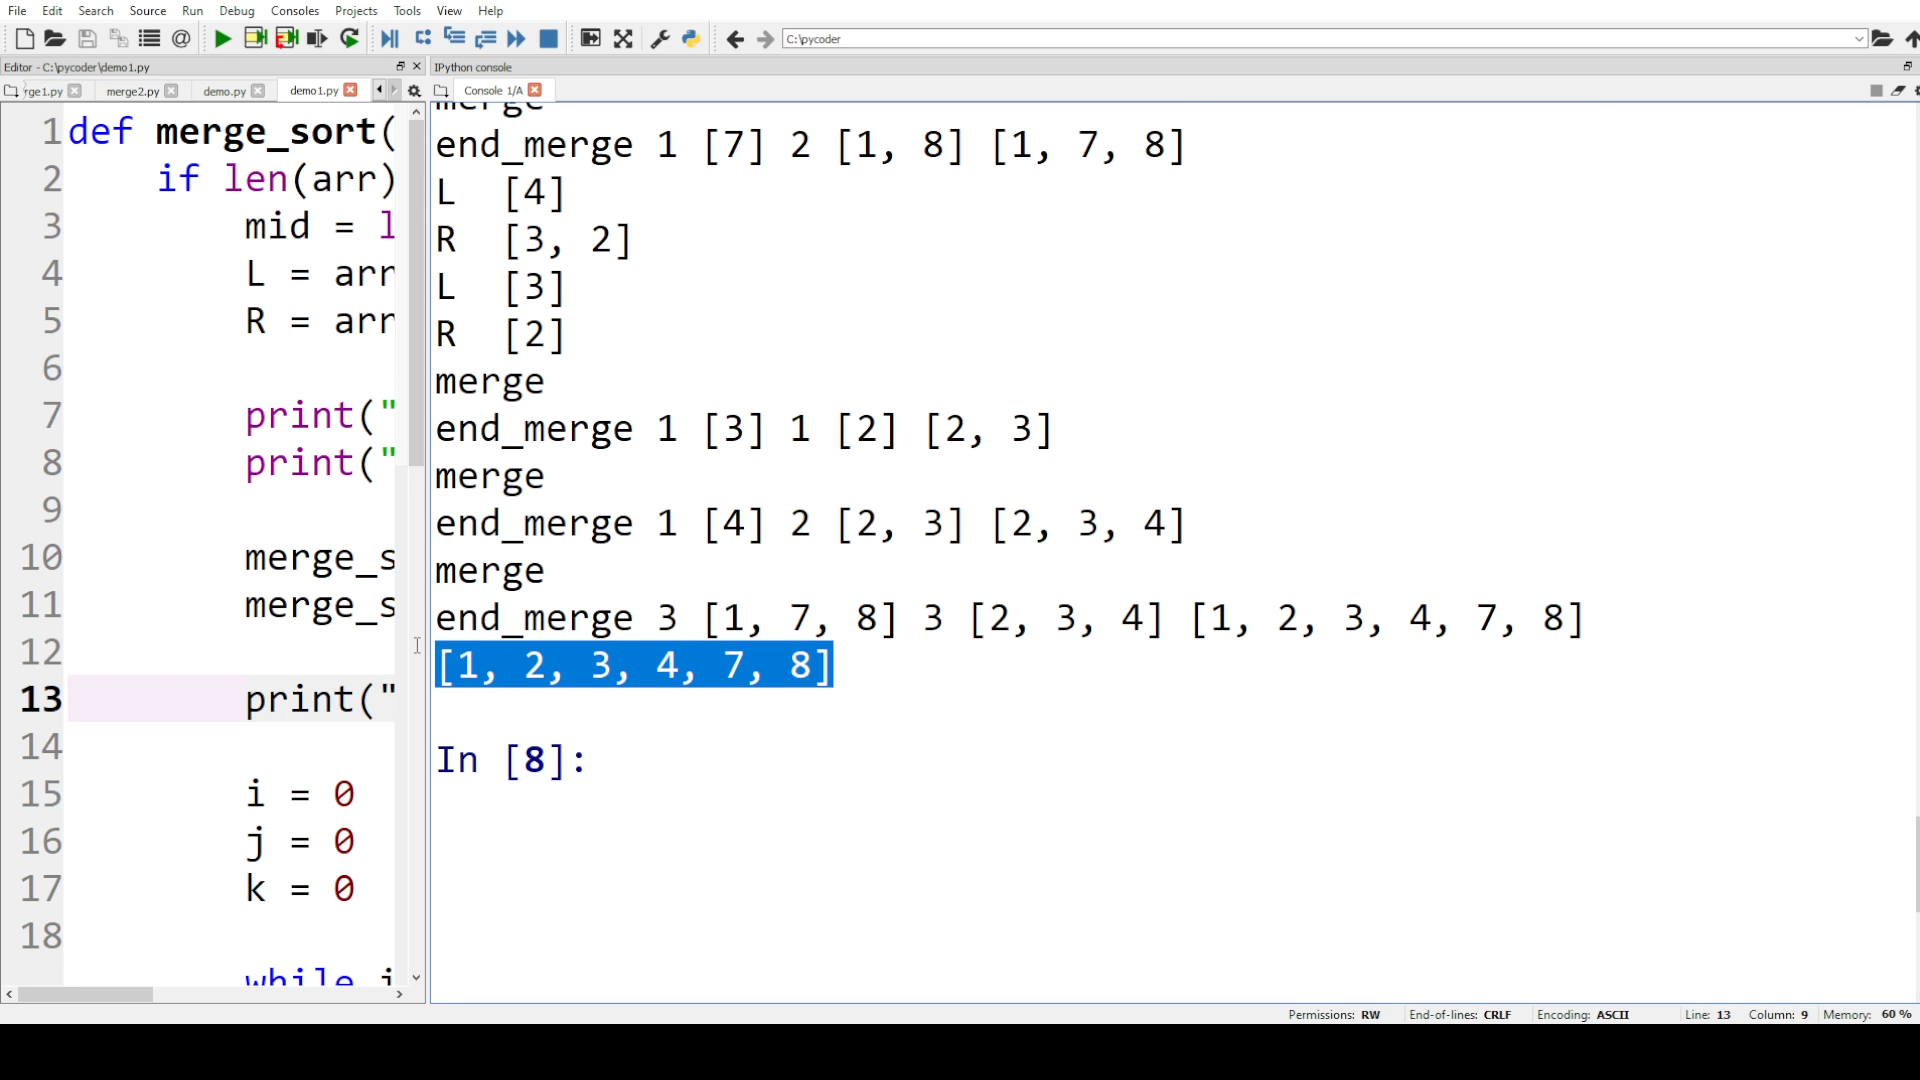 File Edit Search Source Run Debug Consoles Projects Tools View Help
C:\pycoder
Editor - C:\pycoder\demo1.py
IPython console
rge1.py merge2.py demo.py demo1.py
Console 1/A
1 def merge_sort(
2 if len(arr)
3 mid = l
4 L = arr
5 R = arr
6
7 print("
8 print("
9
10 merge_s
11 merge_s
12
13 print("
14
15 i = 0
16 j = 0
17 k = 0
18
while i
merge
end_merge 1 [7] 2 [1, 8] [1, 7, 8]
L [4]
R [3, 2]
L [3]
R [2]
merge
end_merge 1 [3] 1 [2] [2, 3]
merge
end_merge 1 [4] 2 [2, 3] [2, 3, 4]
merge
end_merge 3 [1, 7, 8] 3 [2, 3, 4] [1, 2, 3, 4, 7, 8]
[1, 2, 3, 4, 7, 8]
In [8]:
Permissions: RW End-of-lines: CRLF Encoding: ASCII Line: 13 Column: 9 Memory: 60 %